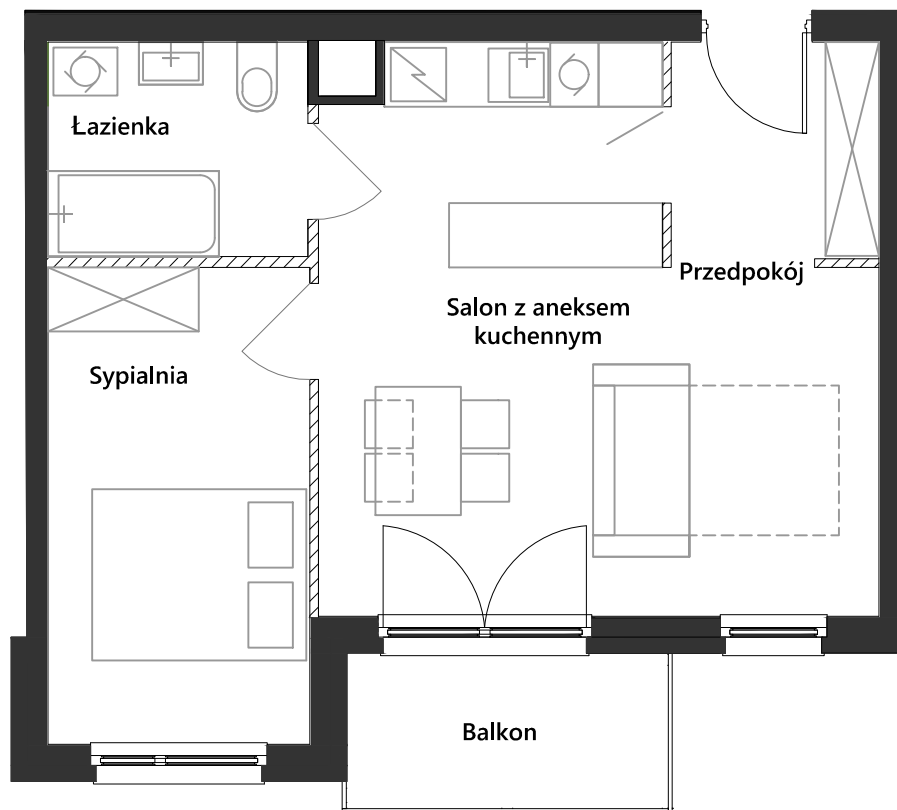 Łazienka
Przedpokój
Salon z aneksem
kuchennym
Sypialnia
Balkon